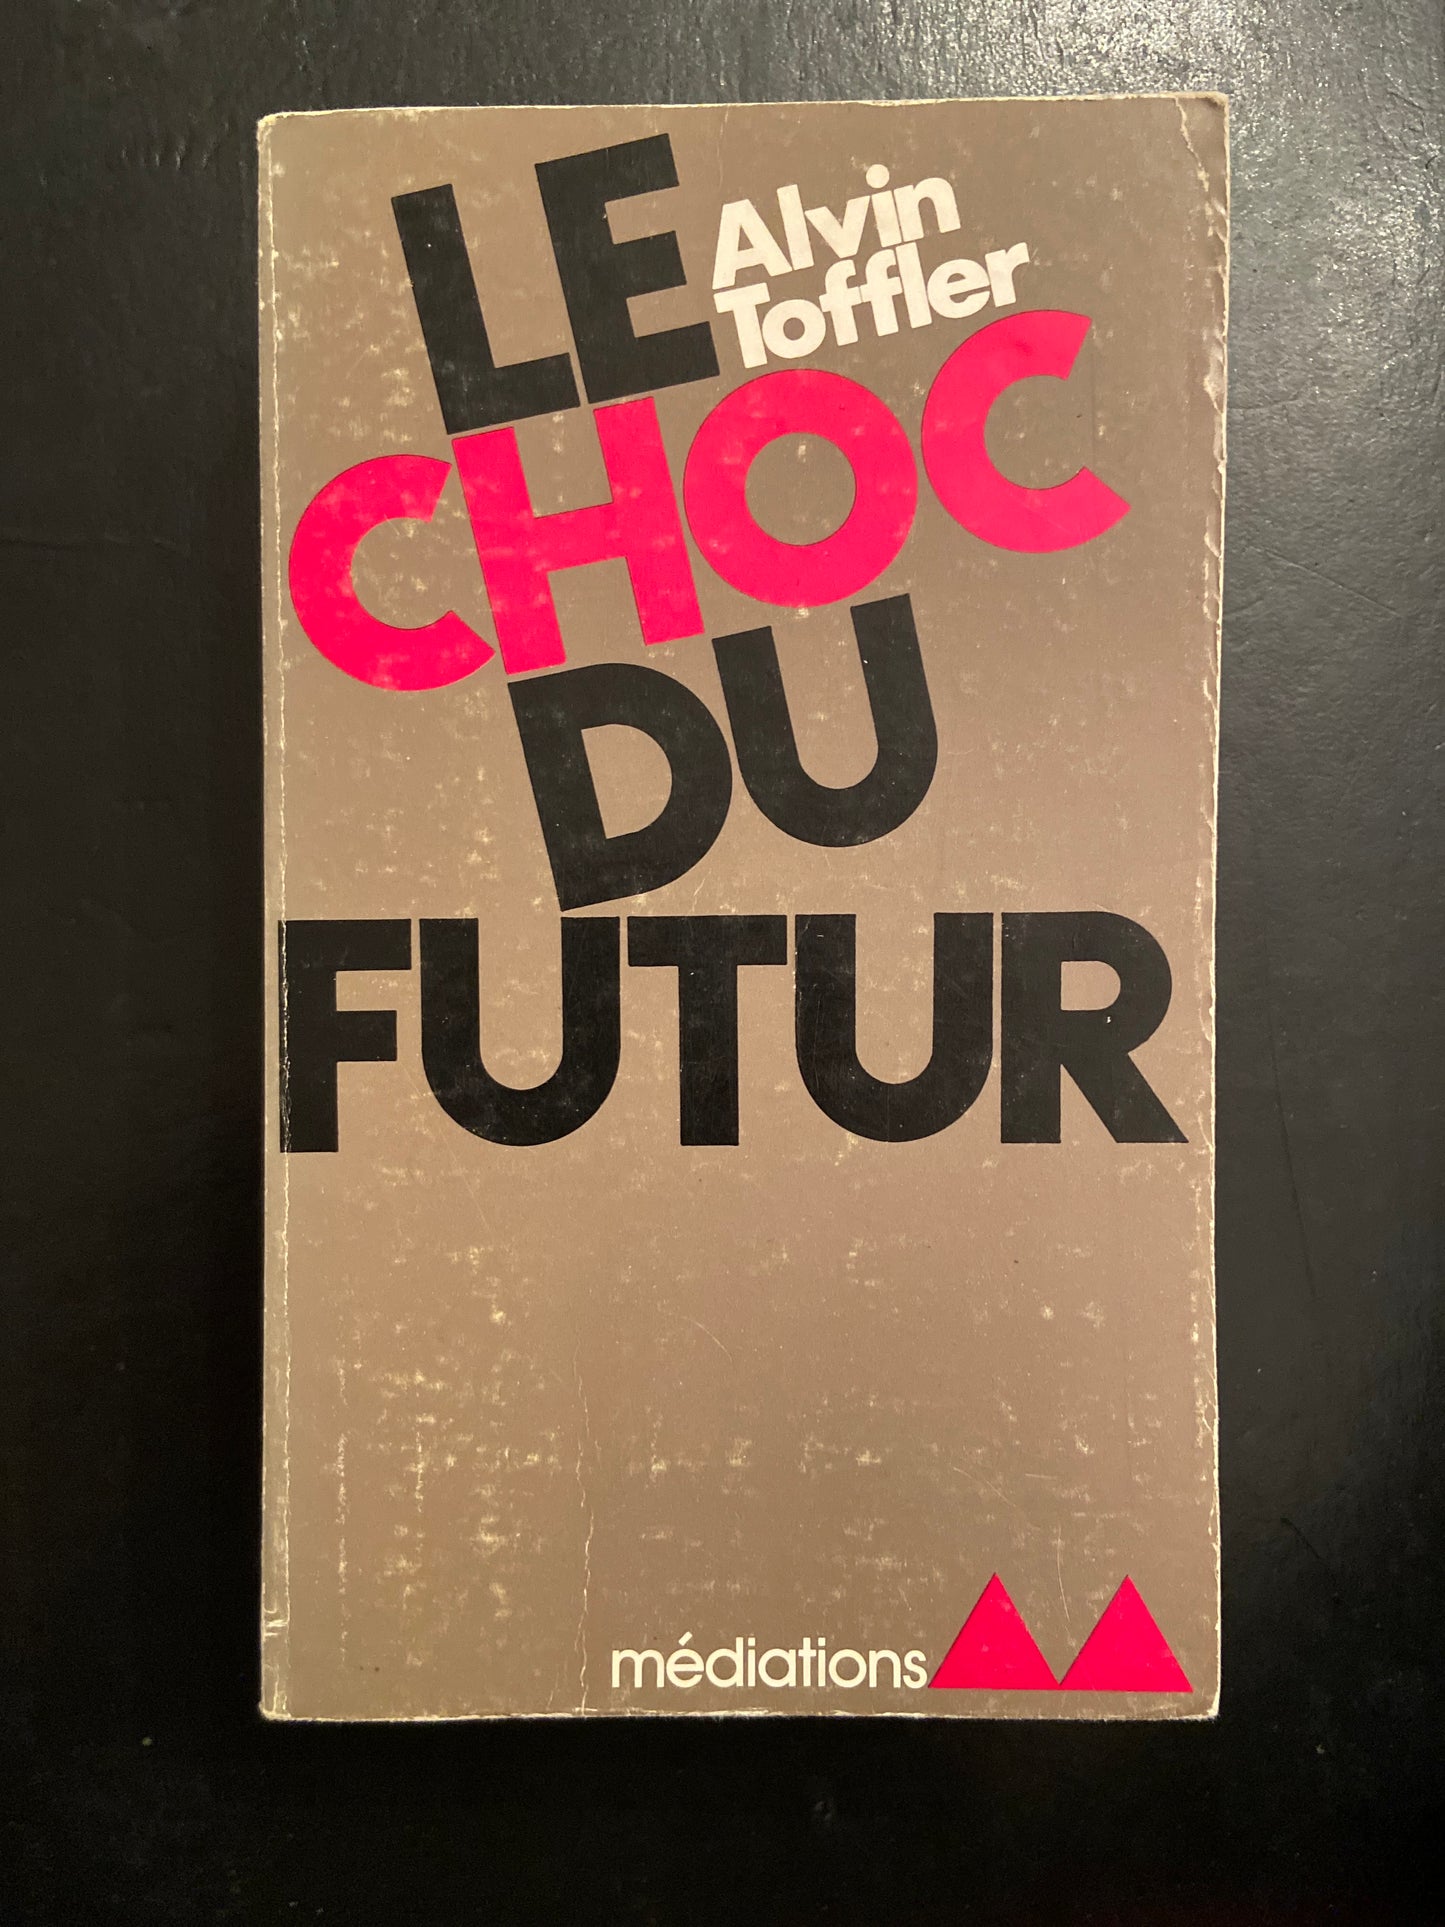 LE
Alvin
Toffler
CHOC
DU
FUTUR
médiations